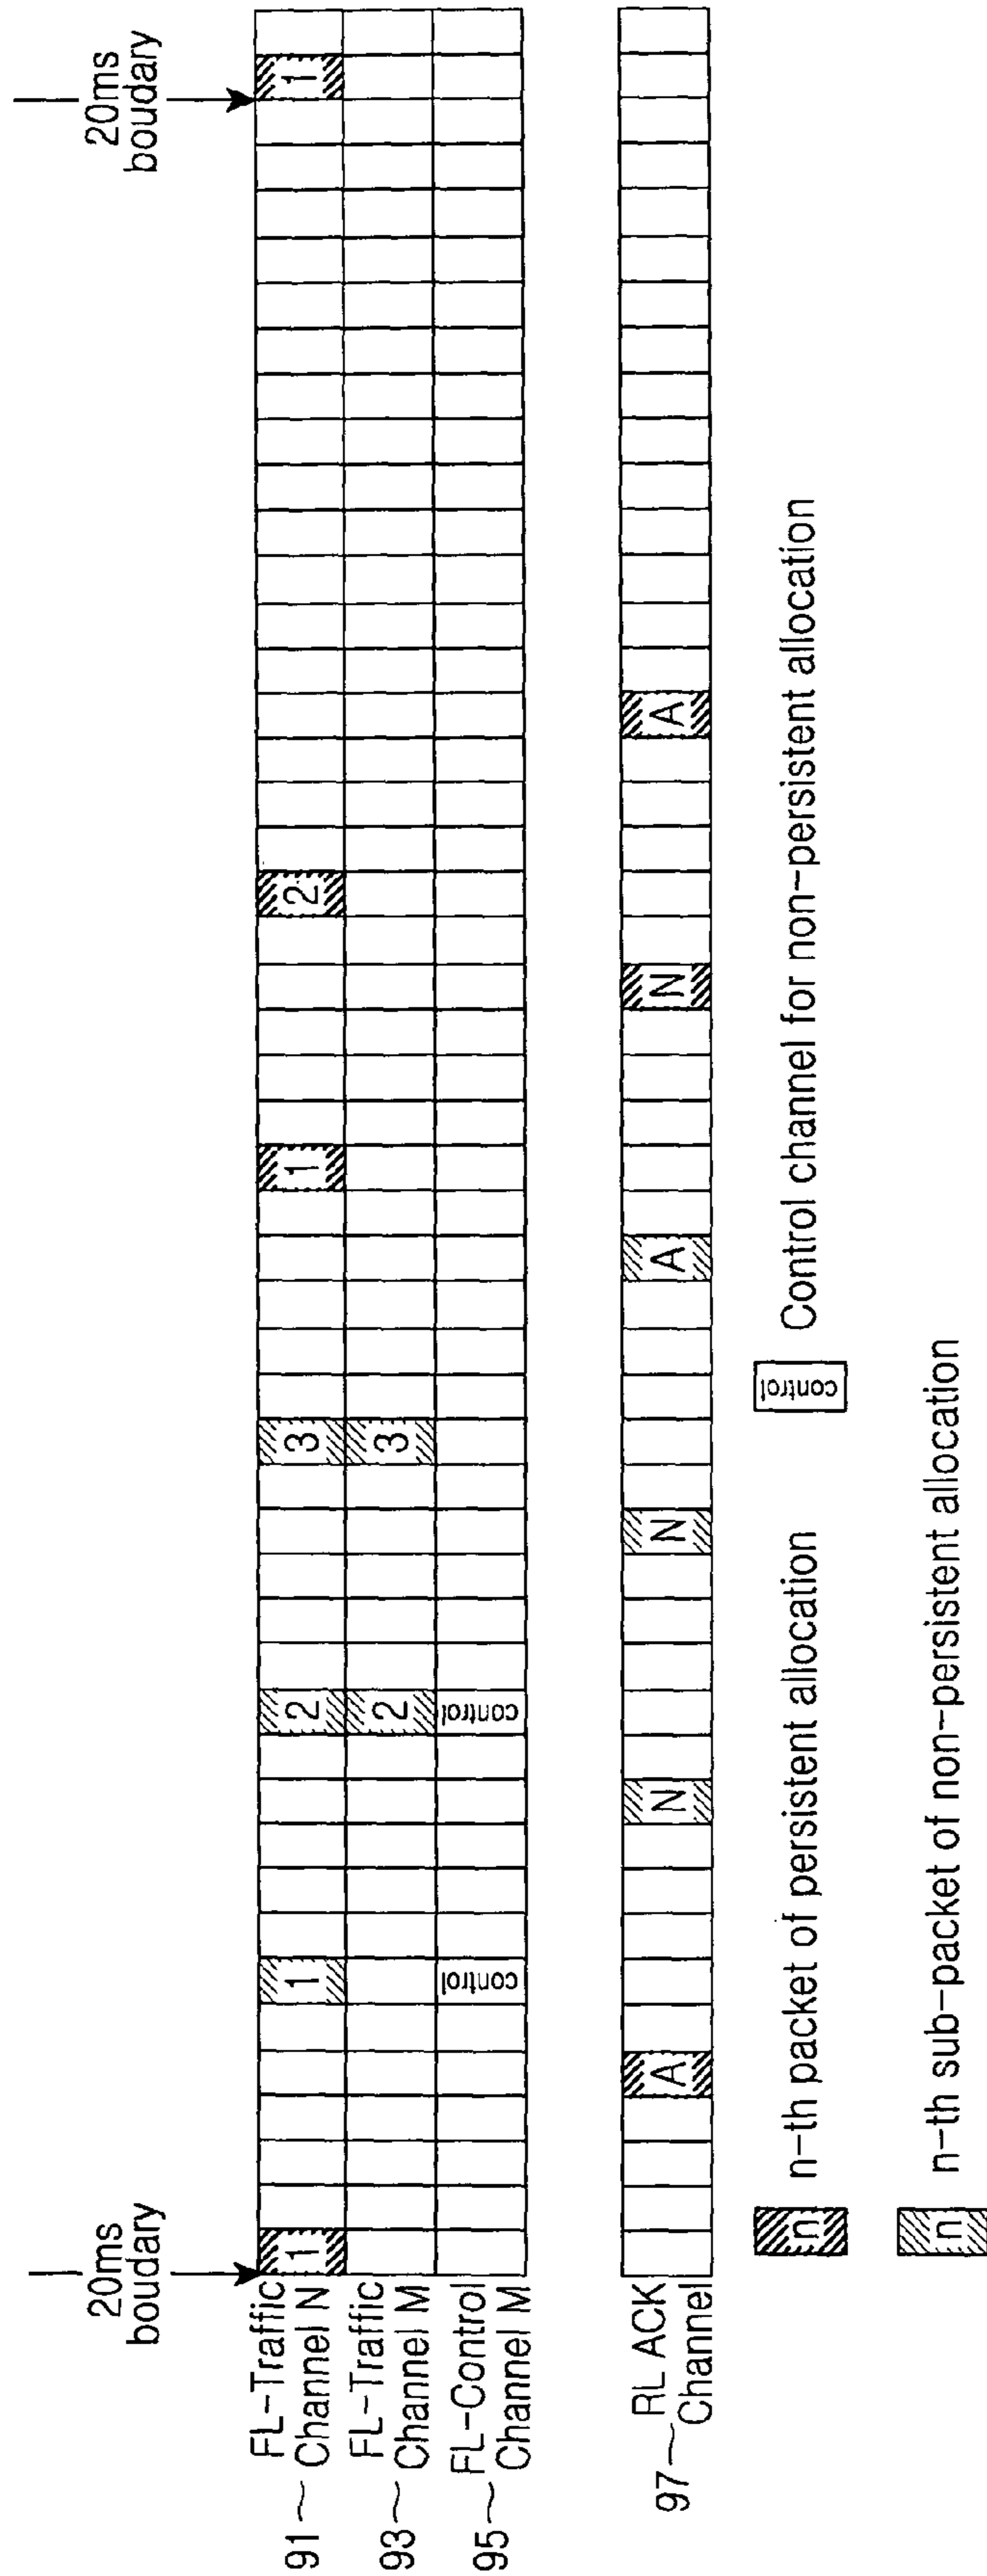 20ms
boudary
20ms
boudary
FL-Traffic
91~ Channel N
1
1
2
3
1
2
1
FL-Traffic
93~ Channel M
2
3
95~ FL-Control
Channel M
control
control
97~ RL ACK
Channel
A
N
N
A
N
A
n n-th packet of persistent allocation
control Control channel for non-persistent allocation
n n-th sub-packet of non-persistent allocation